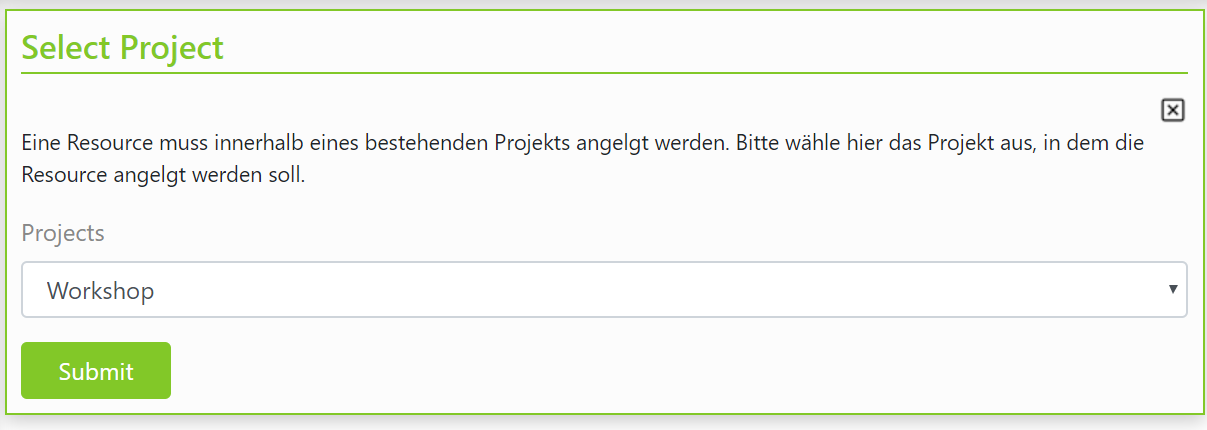 Select Project
Eine Resource muss innerhalb eines bestehenden Projekts angelgt werden. Bitte wähle hier das Projekt aus, in dem die
Resource angelgt werden soll.
Projects
Workshop
Submit